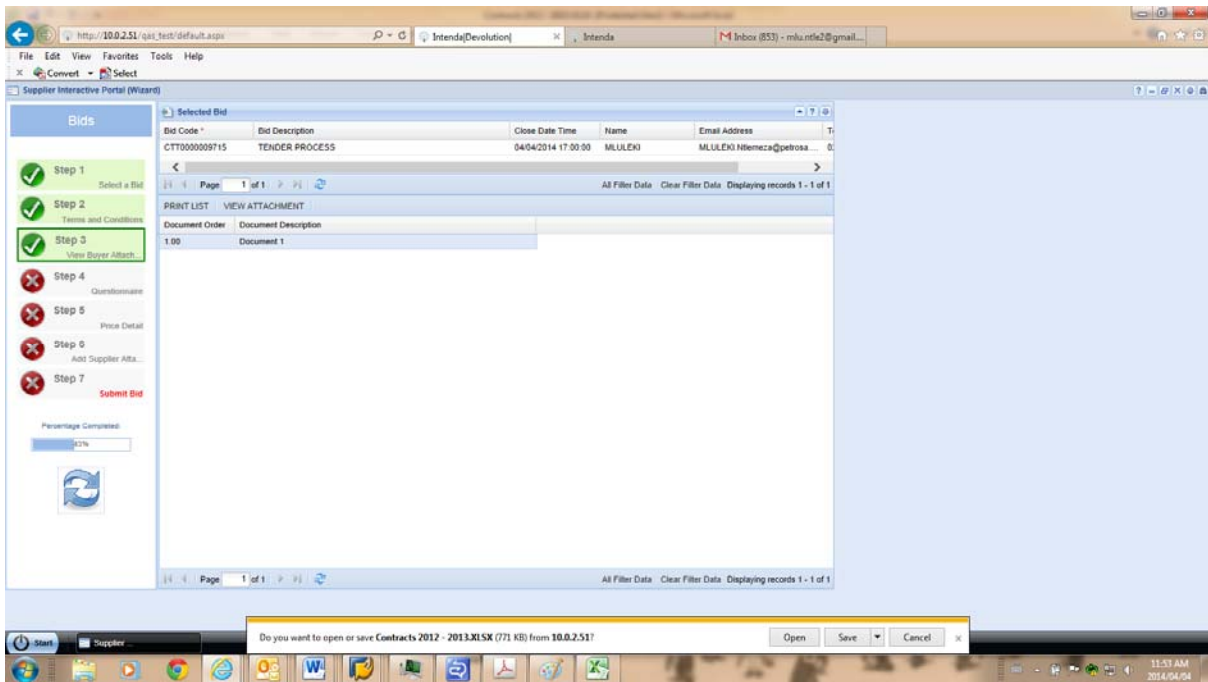 http://10.0.2.51/qas_test/default.aspx
Intenda|Devolution|
Intenda
Inbox (853) - mlu.ntle2@gmail....
File Edit View Favorites Tools Help
Convert Select
Supplier Interactive Portal (Wizard)
Bids
Selected Bid
Bid Code * Bid Description Close Date Time Name Email Address
CTT0000009715 TENDER PROCESS 04/04/2014 17:00:00 MLULEKI MLULEKI.Ntlemeza@petrosa....
Page 1 of 1 All Filter Data Clear Filter Data Displaying records 1 - 1 of 1
Step 1
Select a Bid
Step 2
Terms and Conditions
Step 3
View Buyer Attach...
Step 4
Questionnaire
Step 5
Price Detail
Step 6
Add Supplier Atta...
Step 7
Submit Bid
Percentage Completed:
43%
PRINT LIST VIEW ATTACHMENT
Document Order Document Description
1.00 Document 1
Page 1 of 1 All Filter Data Clear Filter Data Displaying records 1 - 1 of 1
Start Supplier ...
Do you want to open or save Contracts 2012 - 2013.XLSX (771 KB) from 10.0.2.51?
Open Save Cancel
11:53 AM
2014/04/04